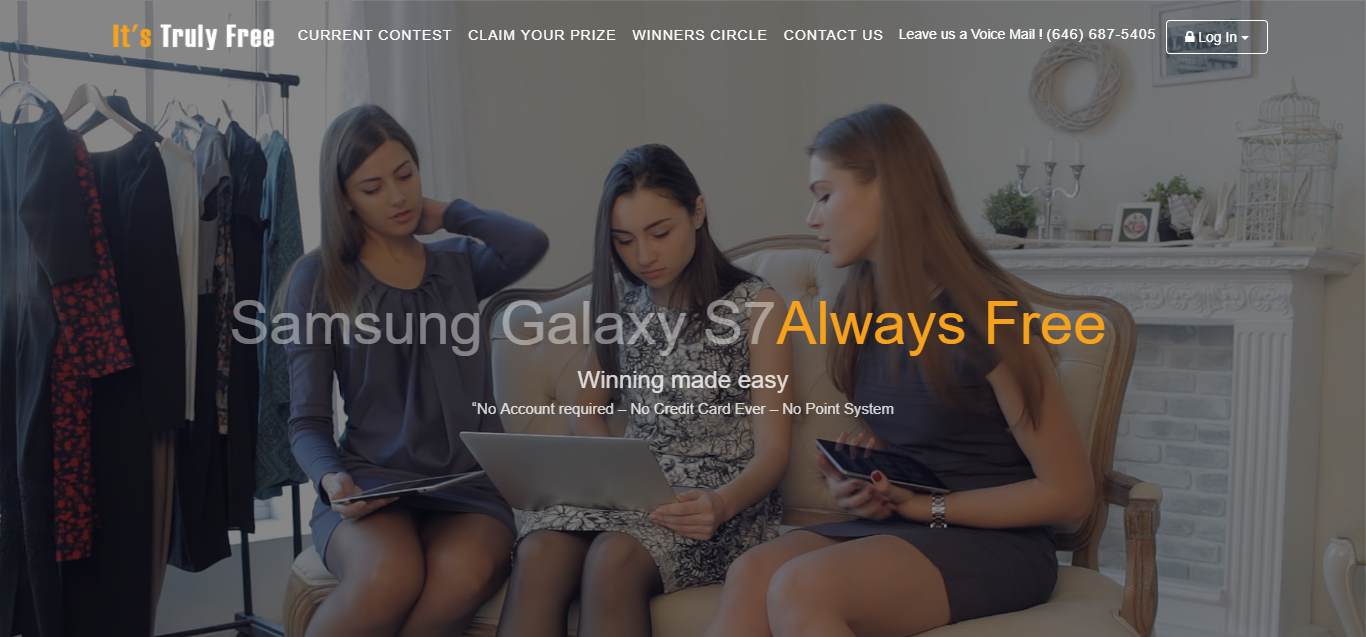 It's Truly Free
CURRENT CONTEST
CLAIM YOUR PRIZE
WINNERS CIRCLE
CONTACT US
Leave us a Voice Mail ! (646) 687-5405
Log In
Samsung Galaxy S7Always Free
Winning made easy
“No Account required – No Credit Card Ever – No Point System